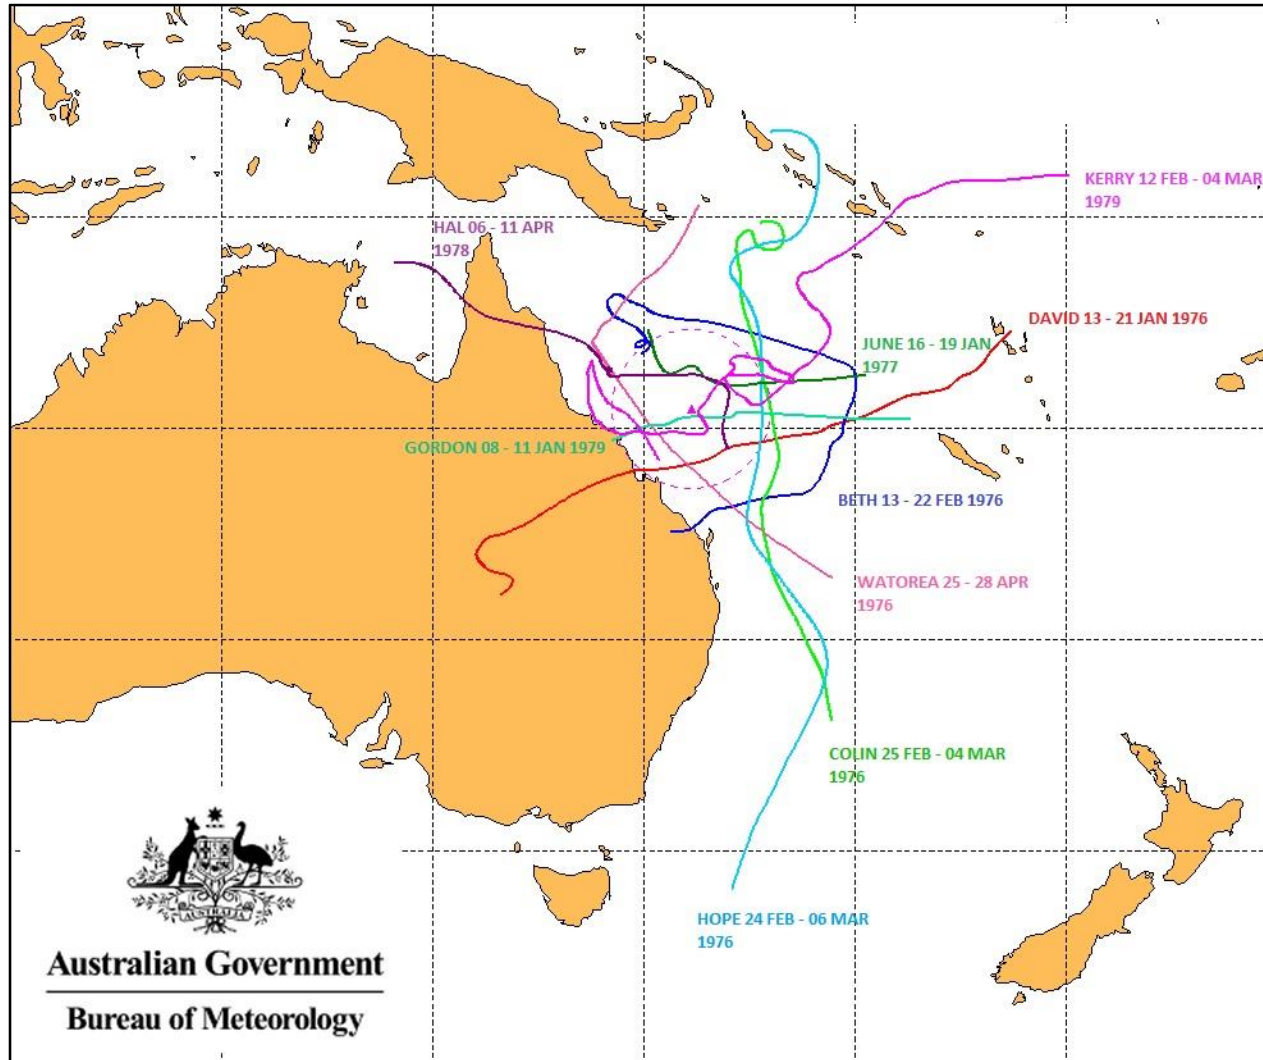 KERRY 12 FEB - 04 MAR
1979
HAL 06 - 11 APR
1978
DAVID 13 - 21 JAN 1976
JUNE 16 - 19 JAN
1977
GORDON 08 - 11 JAN 1979
BETH 13 - 22 FEB 1976
WATOREA 25 - 28 APR
1976
COLIN 25 FEB - 04 MAR
1976
HOPE 24 FEB - 06 MAR
1976
AUSTRALIA
Australian Government
Bureau of Meteorology